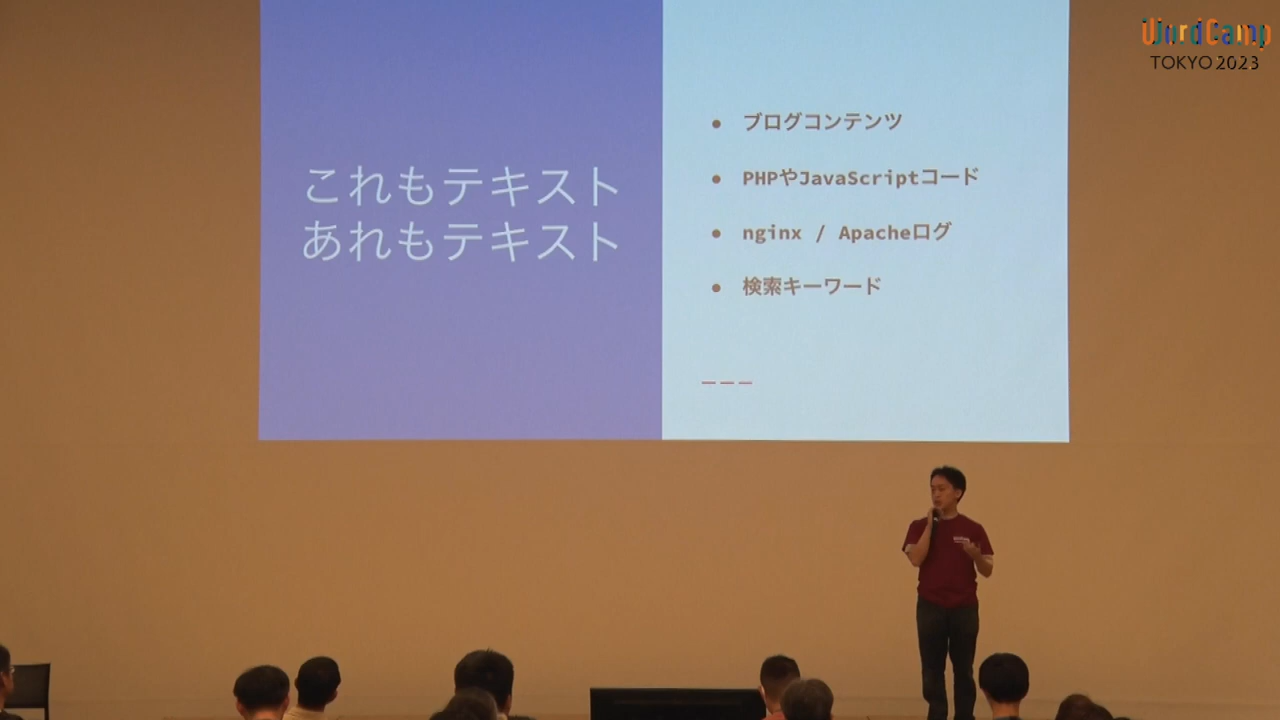 WordCamp
TOKYO 2023
これもテキスト
あれもテキスト
● ブログコンテンツ
● PHPやJavaScriptコード
● nginx / Apacheログ
● 検索キーワード